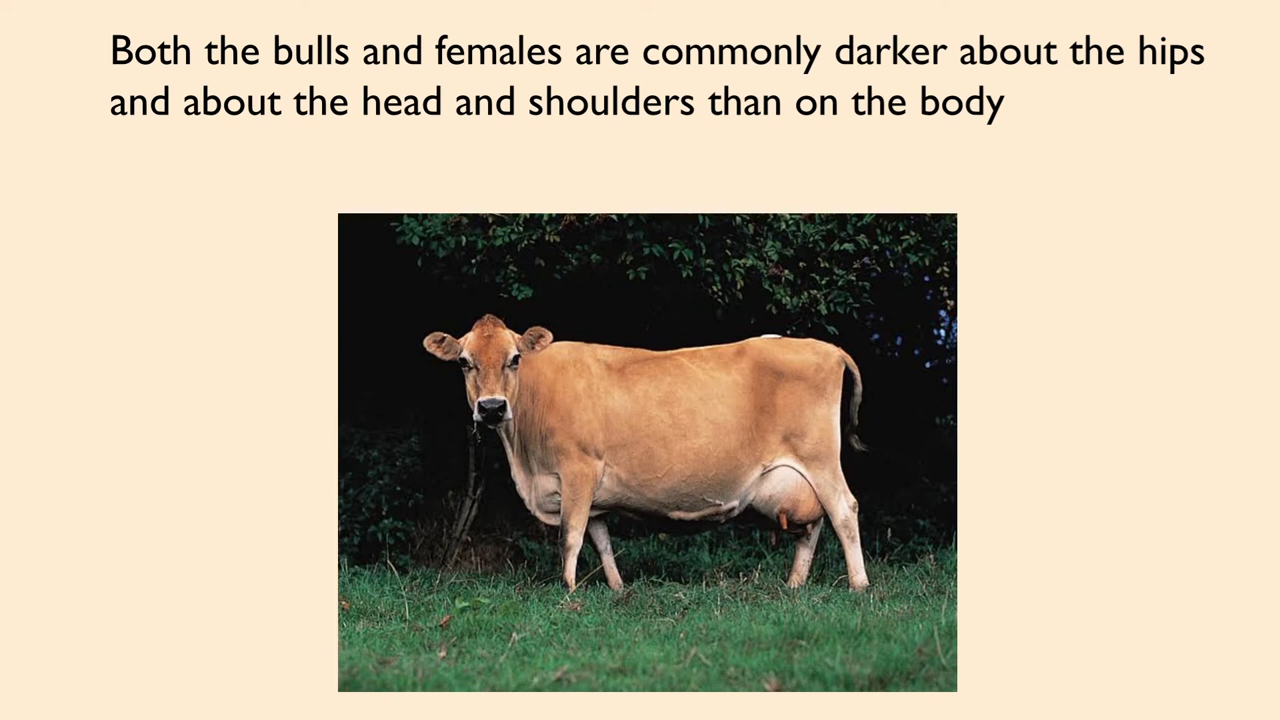 Both the bulls and females are commonly darker about the hips
and about the head and shoulders than on the body